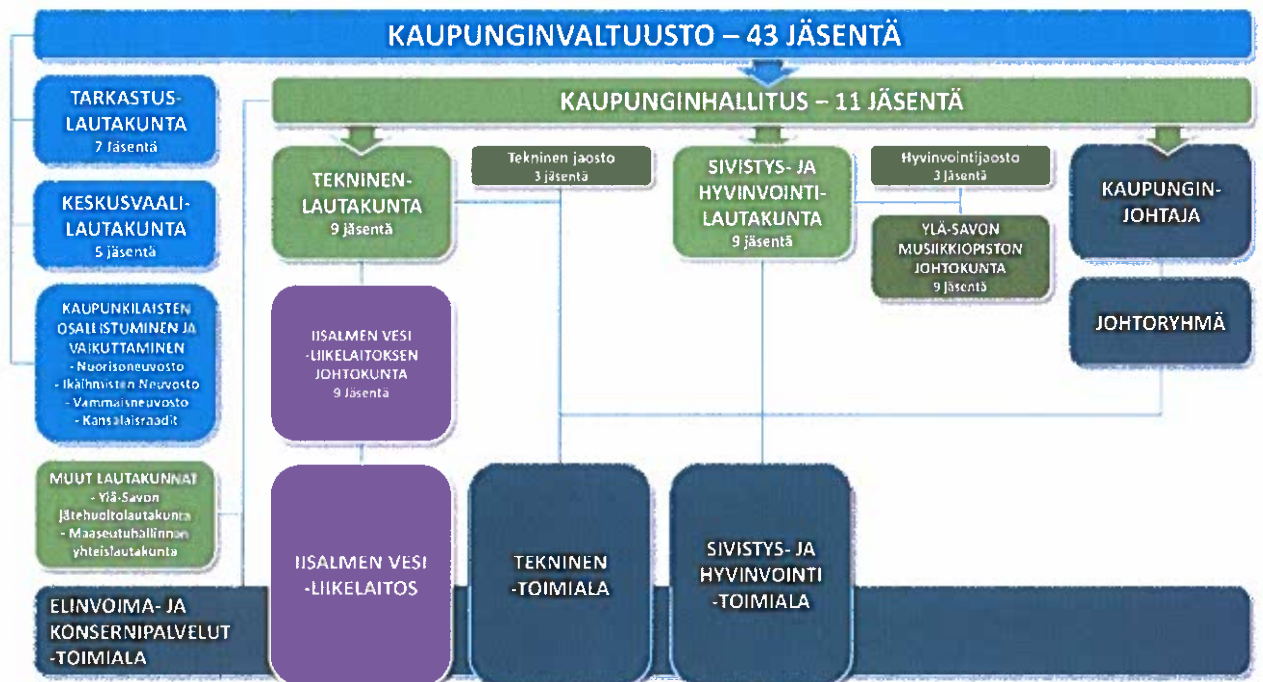 KAUPUNGINVALTUUSTO – 43 JÄSENTÄ
TARKASTUS-
LAUTAKUNTA
7 Jäsentä
KESKUSVAALI-
LAUTAKUNTA
5 jäsentä
KAUPUNKILAISTEN
OSALLISTUMINEN JA
VAIKUTTAMINEN
- Nuorisoneuvosto
- Ikäihmisten Neuvosto
- Vammaisneuvosto
- Kansalaisraadit
MUUT LAUTAKUNNAT
- Ylä-Savon
jätehuoltolautakunta
- Maaseutuhallinnon
yhteislautakunta
KAUPUNGINHALLITUS – 11 JÄSENTÄ
TEKNINEN-
LAUTAKUNTA
9 jäsentä
Tekninen jaosto
3 jäsentä
SIVISTYS- JA
HYVINVOINTI-
LAUTAKUNTA
9 jäsentä
Hyvinvointijaosto
3 Jäsentä
YLÄ-SAVON
MUSIIKKIOPISTON
JOHTOKUNTA
9 Jäsentä
KAUPUNGIN-
JOHTAJA
JOHTORYHMÄ
IISALMEN VESI
-LIIKELAITOKSEN
JOHTOKUNTA
9 Jäsentä
IISALMEN VESI
-LIIKELAITOS
TEKNINEN
-TOIMIALA
SIVISTYS- JA
HYVINVOINTI
-TOIMIALA
ELINVOIMA- JA
KONSERNIPALVELUT
-TOIMIALA